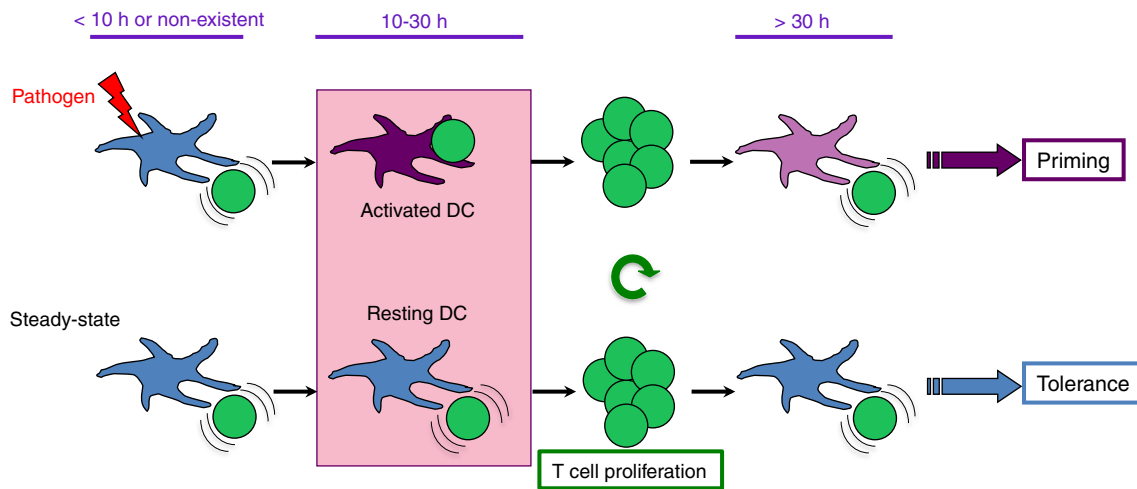 < 10 h or non-existent
10-30 h
> 30 h
Pathogen
Activated DC
Priming
Steady-state
Resting DC
Tolerance
T cell proliferation